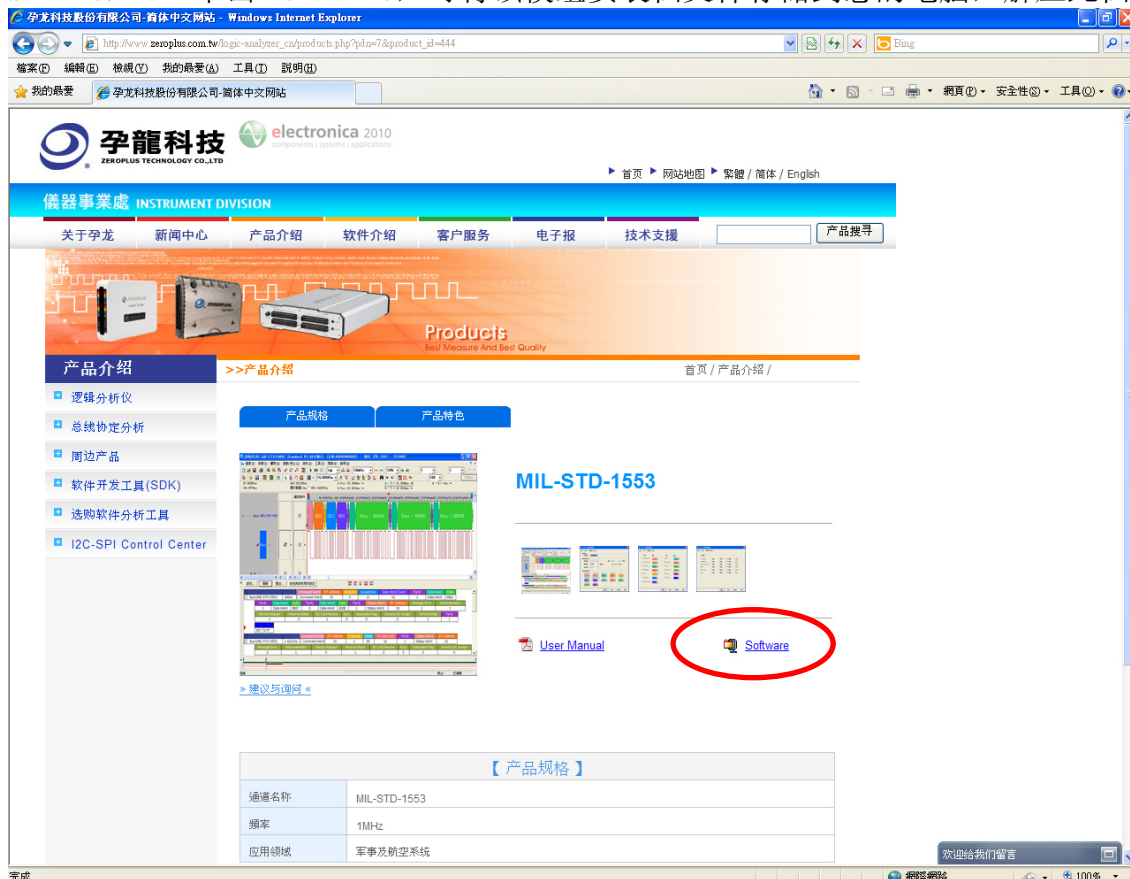 孕龙科技股份有限公司-简体中文网站 - Windows Internet Explorer
http://www.zeroplus.com.tw/logic-analyzer_cn/products.php?pdn=7&product_id=444
Bing
檔案(F) 編輯(E) 檢視(V) 我的最愛(A) 工具(T) 說明(H)
我的最愛 孕龙科技股份有限公司-简体中文网站
網頁(P) 安全性(S) 工具(O)
孕龍科技
ZEROPLUS TECHNOLOGY CO.,LTD
electronica 2010
components | systems | applications
首页 网站地图 繁體 / 简体 / English
儀器事業處 INSTRUMENT DIVISION
关于孕龙 新闻中心 产品介绍 软件介绍 客户服务 电子报 技术支援 产品搜寻
Products
Best Measure And Best Quality
产品介绍
>>产品介绍
首页 / 产品介绍 /
逻辑分析仪
总线协定分析
周边产品
软件开发工具(SDK)
选购软件分析工具
I2C-SPI Control Center
产品规格 产品特色
MIL-STD-1553
User Manual Software
» 建议与询问 «
【 产品规格 】
通道名称 MIL-STD-1553
频率 1MHz
应用领域 军事及航空系统
欢迎给我们留言
完成 網際網路 100%